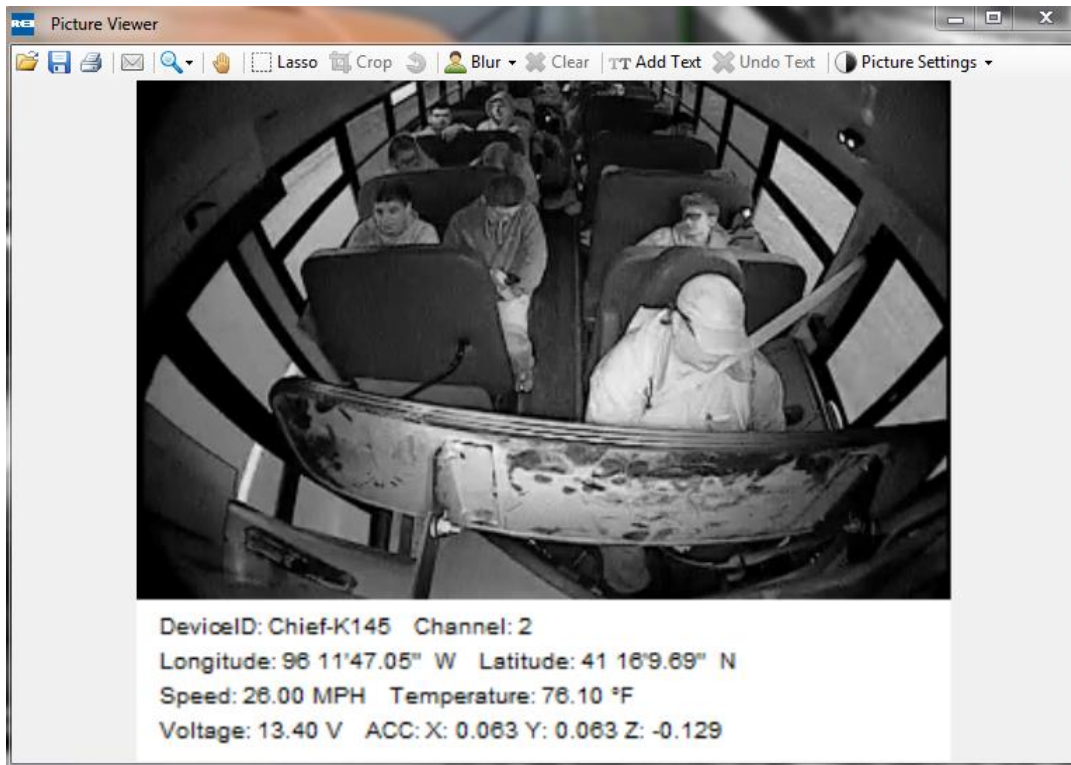 REI Picture Viewer
Lasso Crop Blur Clear TT Add Text Undo Text Picture Settings
DeviceID: Chief-K145 Channel: 2
Longitude: 96 11'47.05" W Latitude: 41 16'9.69" N
Speed: 26.00 MPH Temperature: 76.10 °F
Voltage: 13.40 V ACC: X: 0.063 Y: 0.063 Z: -0.129